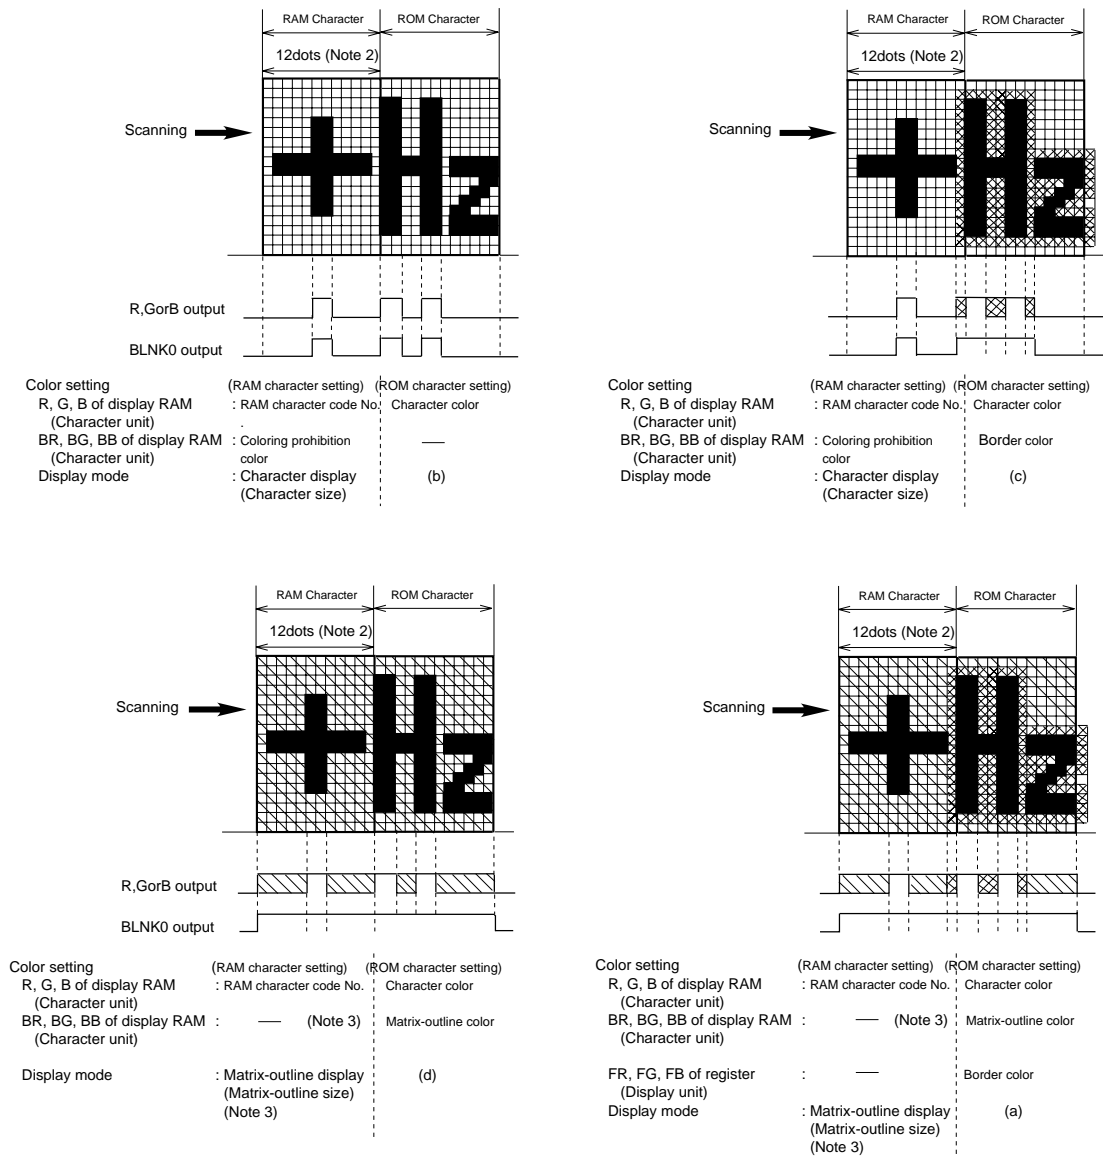 RAM Character
ROM Character
12dots (Note 2)
Scanning
R,GorB output
BLNK0 output
Color setting
(RAM character setting)
(ROM character setting)
R, G, B of display RAM
: RAM character code No.
Character color
(Character unit)
.
BR, BG, BB of display RAM
: Coloring prohibition
—
(Character unit)
color
Display mode
: Character display
(b)
(Character size)
RAM Character
ROM Character
12dots (Note 2)
Scanning
Color setting
(RAM character setting)
(ROM character setting)
R, G, B of display RAM
: RAM character code No.
Character color
(Character unit)
BR, BG, BB of display RAM
: Coloring prohibition
Border color
(Character unit)
color
Display mode
: Character display
(c)
(Character size)
RAM Character
ROM Character
12dots (Note 2)
Scanning
R,GorB output
BLNK0 output
Color setting
(RAM character setting)
(ROM character setting)
R, G, B of display RAM
: RAM character code No.
Character color
(Character unit)
BR, BG, BB of display RAM
: — (Note 3)
Matrix-outline color
(Character unit)
Display mode
: Matrix-outline display
(d)
(Matrix-outline size)
(Note 3)
RAM Character
ROM Character
12dots (Note 2)
Scanning
Color setting
(RAM character setting)
(ROM character setting)
R, G, B of display RAM
: RAM character code No.
Character color
(Character unit)
BR, BG, BB of display RAM
: — (Note 3)
Matrix-outline color
(Character unit)
FR, FG, FB of register
: —
Border color
(Display unit)
Display mode
: Matrix-outline display
(a)
(Matrix-outline size)
(Note 3)